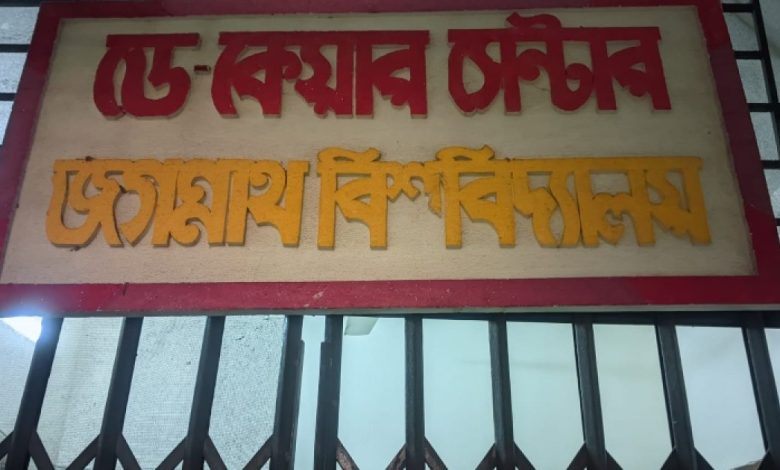 ডে-কেয়ার সেন্টার
জগন্নাথ বিশ্ববিদ্যালয়